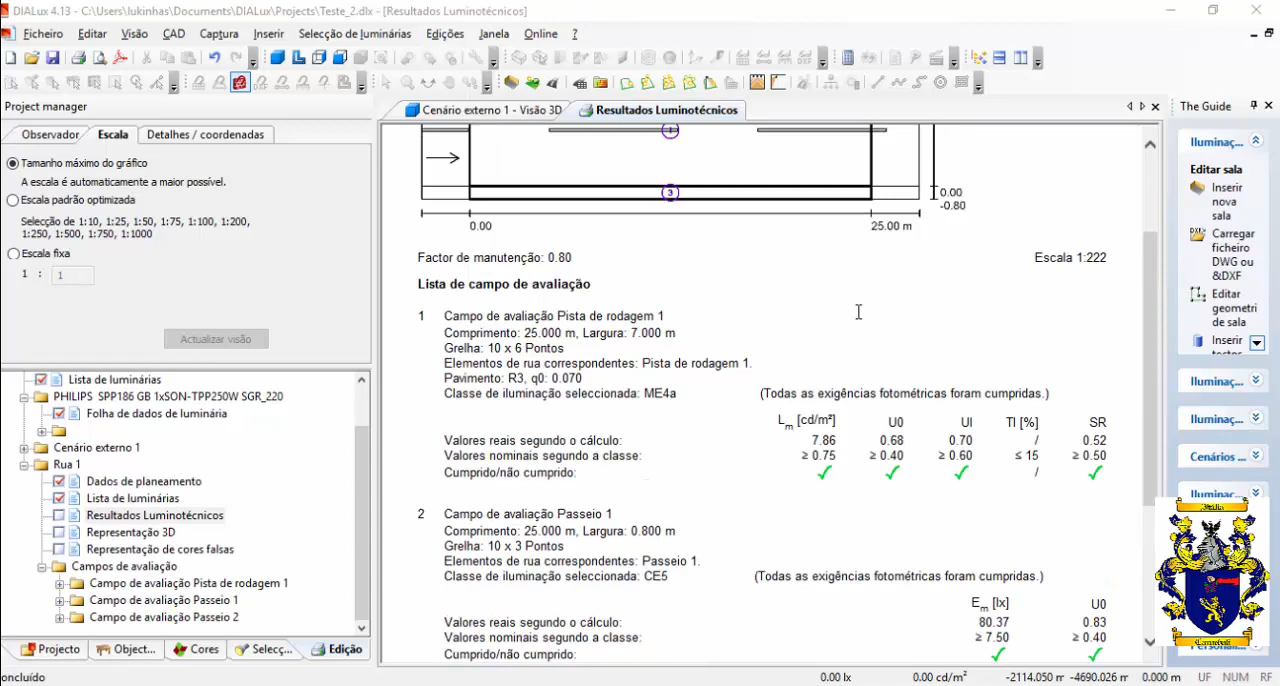 DIALux 4.13 - C:\Users\lukinhas\Documents\DIALux\Projects\Teste_2.dlx - [Resultados Luminotécnicos]
Ficheiro Editar Visão CAD Captura Inserir Selecção de luminárias Edições Janela Online ?
Project manager
Observador Escala Detalhes / coordenadas
Tamanho máximo do gráfico
A escala é automaticamente a maior possível.
Escala padrão optimizada
Selecção de 1:10, 1:25, 1:50, 1:75, 1:100, 1:200,
1:250, 1:500, 1:750, 1:1000
Escala fixa
1 : 1
Actualizar visão
Lista de luminárias
PHILIPS SPP186 GB 1xSON-TPP250W SGR_220
Folha de dados de luminária
Cenário externo 1
Rua 1
Dados de planeamento
Lista de luminárias
Resultados Luminotécnicos
Representação 3D
Representação de cores falsas
Campos de avaliação
Campo de avaliação Pista de rodagem 1
Campo de avaliação Passeio 1
Campo de avaliação Passeio 2
Projecto Object... Cores Selecç... Edição
Cenário externo 1 - Visão 3D Resultados Luminotécnicos
1
3
0.00
-0.80
0.00 25.00 m
Factor de manutenção: 0.80 Escala 1:222
Lista de campo de avaliação
1 Campo de avaliação Pista de rodagem 1
Comprimento: 25.000 m, Largura: 7.000 m
Grelha: 10 x 6 Pontos
Elementos de rua correspondentes: Pista de rodagem 1.
Pavimento: R3, q0: 0.070
Classe de iluminação seleccionada: ME4a (Todas as exigências fotométricas foram cumpridas.)
Lm [cd/m²] U0 Ul TI [%] SR
Valores reais segundo o cálculo: 7.86 0.68 0.70 / 0.52
Valores nominais segundo a classe: ≥ 0.75 ≥ 0.40 ≥ 0.60 ≤ 15 ≥ 0.50
Cumprido/não cumprido: ✓ ✓ ✓ / ✓
2 Campo de avaliação Passeio 1
Comprimento: 25.000 m, Largura: 0.800 m
Grelha: 10 x 3 Pontos
Elementos de rua correspondentes: Passeio 1.
Classe de iluminação seleccionada: CE5 (Todas as exigências fotométricas foram cumpridas.)
Em [lx] U0
Valores reais segundo o cálculo: 80.37 0.83
Valores nominais segundo a classe: ≥ 7.50 ≥ 0.40
Cumprido/não cumprido: ✓ ✓
The Guide
Iluminaç...
Editar sala
Inserir
nova
sala
Carregar
ficheiro
DWG ou
&DXF
Editar
geometri
de sala
Inserir
Iluminaç...
Iluminaç...
Cenários ...
Iluminac...
oncluído 0.00 lx 0.00 cd/m² -2114.050 m -4690.026 m 0.000 m UF NUM RF